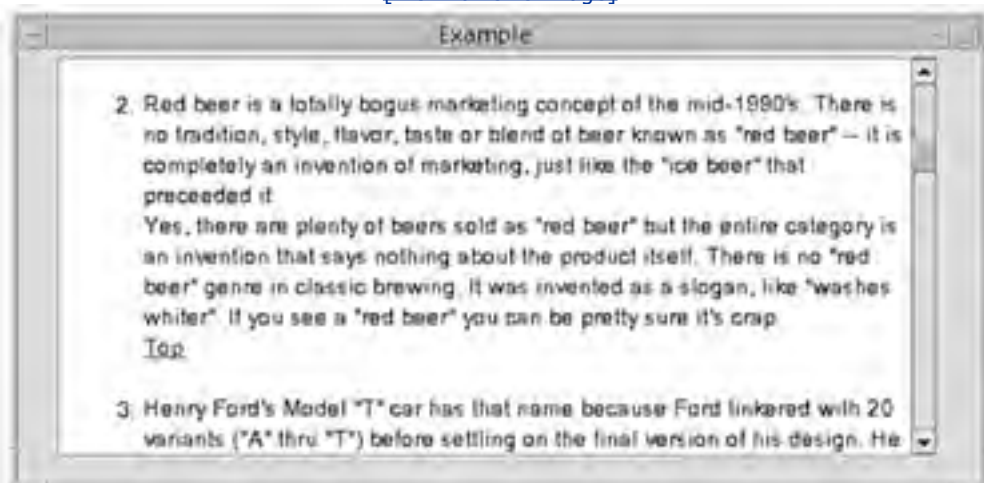 Example
2. Red beer is a totally bogus marketing concept of the mid-1990's. There is
no tradition, style, flavor, taste or blend of beer known as "red beer" -- it is
completely an invention of marketing, just like the "ice beer" that
preceeded it.
Yes, there are plenty of beers sold as "red beer" but the entire category is
an invention that says nothing about the product itself. There is no "red
beer" genre in classic brewing. It was invented as a slogan, like "washes
whiter". If you see a "red beer" you can be pretty sure it's crap.
Top
3. Henry Ford's Model "T" car has that name because Ford tinkered with 20
variants ("A" thru "T") before settling on the final version of his design. He